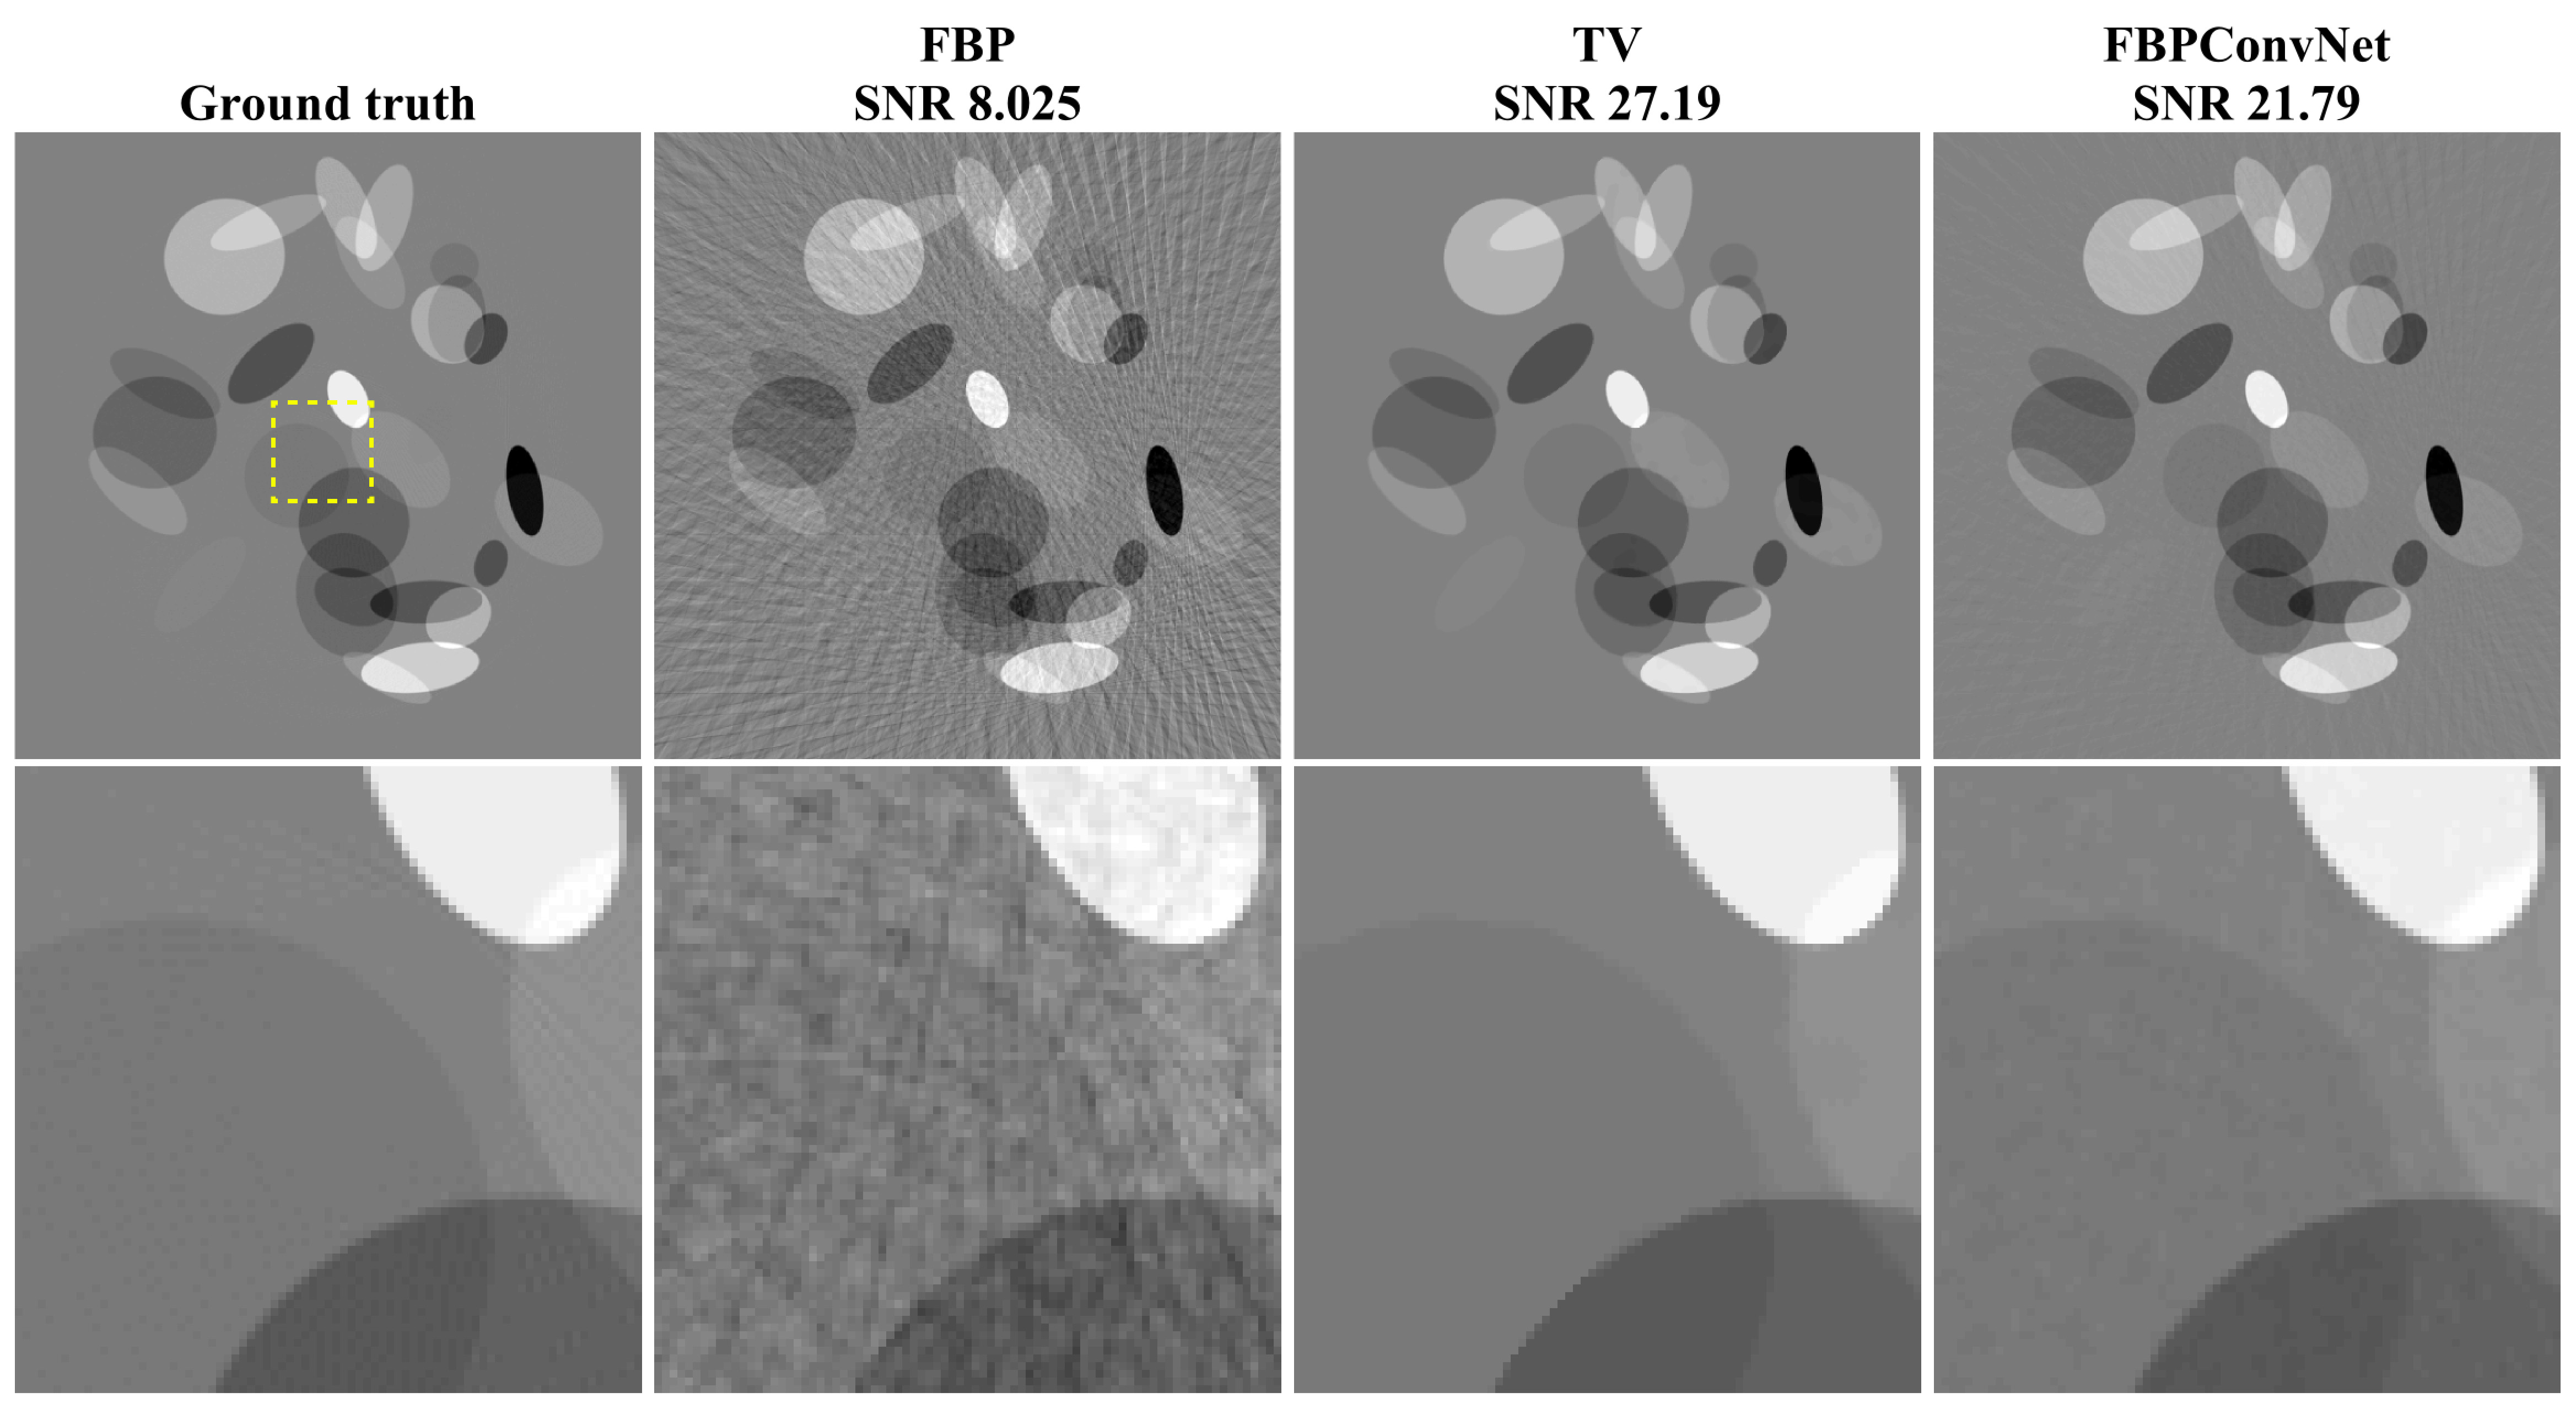 Ground truth
FBP
SNR 8.025
TV
SNR 27.19
FBPConvNet
SNR 21.79